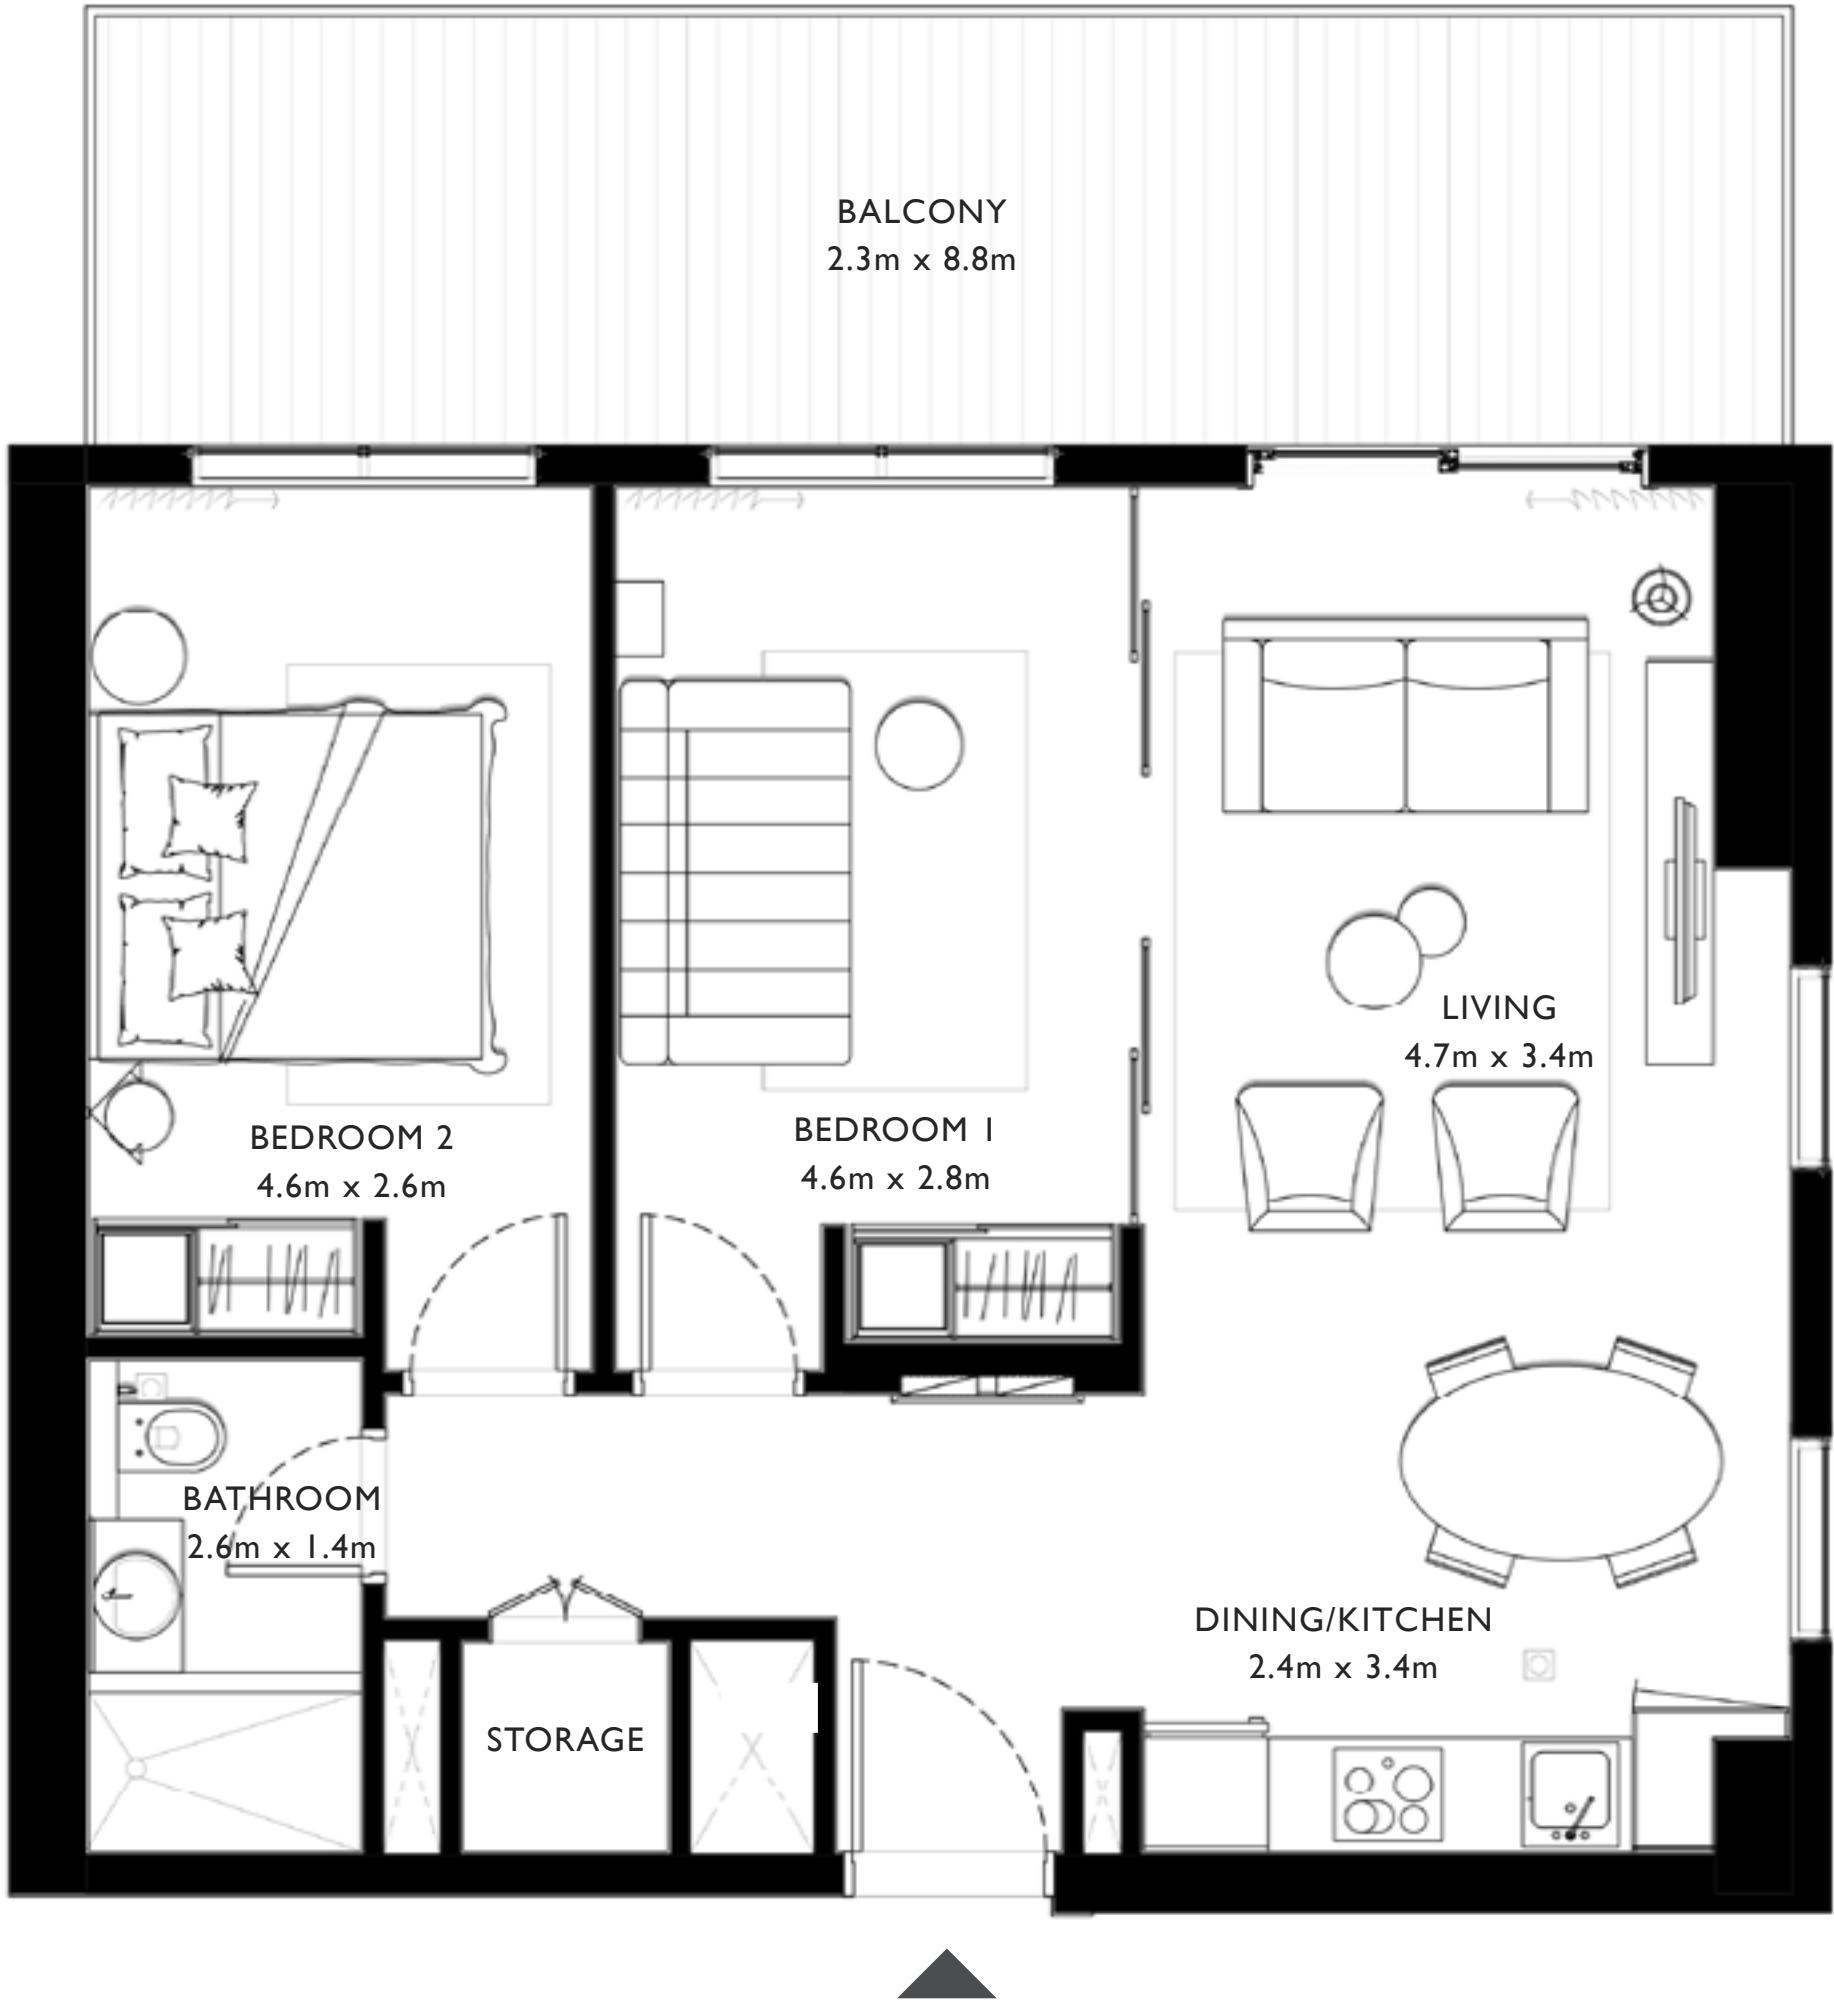 BALCONY
2.3m x 8.8m
LIVING
4.7m x 3.4m
BEDROOM 2
4.6m x 2.6m
BEDROOM 1
4.6m x 2.8m
BATHROOM
2.6m x 1.4m
DINING/KITCHEN
2.4m x 3.4m
STORAGE